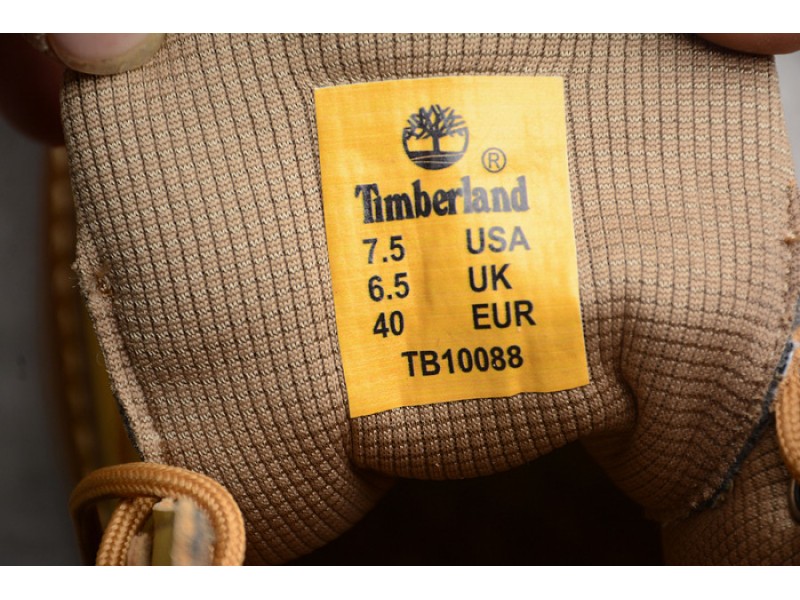 ®
Timberland
7.5 USA
6.5 UK
40 EUR
TB10088